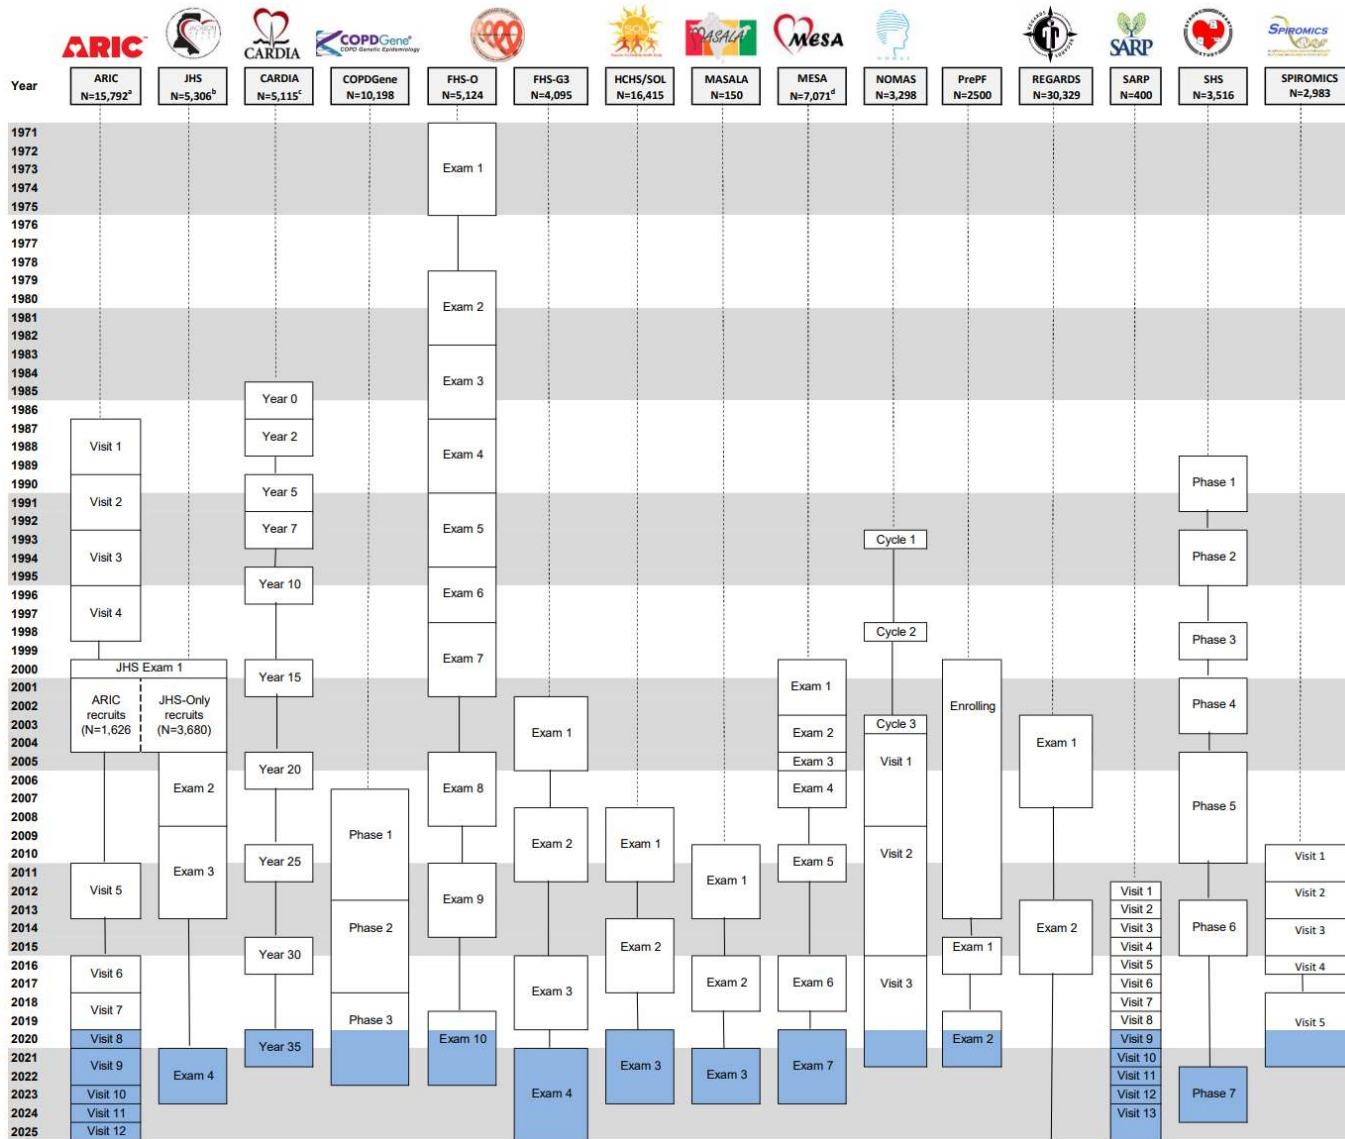 ARIC™
JACKSON
CARDIA
COPDGene®
COPD Genetic Epidemiology
SOL
MASALA
MESA
NOMAS
REGARDS
SARP
STRONG HEART STUDY
SPIROMICS
Year
ARIC
N=15,792a
JHS
N=5,306b
CARDIA
N=5,115c
COPDGene
N=10,198
FHS-O
N=5,124
FHS-G3
N=4,095
HCHS/SOL
N=16,415
MASALA
N=150
MESA
N=7,071d
NOMAS
N=3,298
PrePF
N=2500
REGARDS
N=30,329
SARP
N=400
SHS
N=3,516
SPIROMICS
N=2,983
1971
1972
1973
1974
1975
1976
1977
1978
1979
1980
1981
1982
1983
1984
1985
1986
1987
1988
1989
1990
1991
1992
1993
1994
1995
1996
1997
1998
1999
2000
2001
2002
2003
2004
2005
2006
2007
2008
2009
2010
2011
2012
2013
2014
2015
2016
2017
2018
2019
2020
2021
2022
2023
2024
2025
Visit 1
Visit 2
Visit 3
Visit 4
JHS Exam 1
ARIC
recruits
(N=1,626
JHS-Only
recruits
(N=3,680)
Visit 5
Visit 6
Visit 7
Visit 8
Visit 9
Visit 10
Visit 11
Visit 12
Exam 2
Exam 3
Exam 4
Year 0
Year 2
Year 5
Year 7
Year 10
Year 15
Year 20
Year 25
Year 30
Year 35
Phase 1
Phase 2
Phase 3
Exam 1
Exam 2
Exam 3
Exam 4
Exam 5
Exam 6
Exam 7
Exam 8
Exam 9
Exam 10
Exam 1
Exam 2
Exam 3
Exam 4
Exam 1
Exam 2
Exam 3
Exam 1
Exam 2
Exam 3
Exam 1
Exam 2
Exam 3
Exam 4
Exam 5
Exam 6
Exam 7
Cycle 1
Cycle 2
Cycle 3
Visit 1
Visit 2
Visit 3
Enrolling
Exam 1
Exam 2
Exam 1
Exam 2
Visit 1
Visit 2
Visit 3
Visit 4
Visit 5
Visit 6
Visit 7
Visit 8
Visit 9
Visit 10
Visit 11
Visit 12
Visit 13
Phase 1
Phase 2
Phase 3
Phase 4
Phase 5
Phase 6
Phase 7
Visit 1
Visit 2
Visit 3
Visit 4
Visit 5